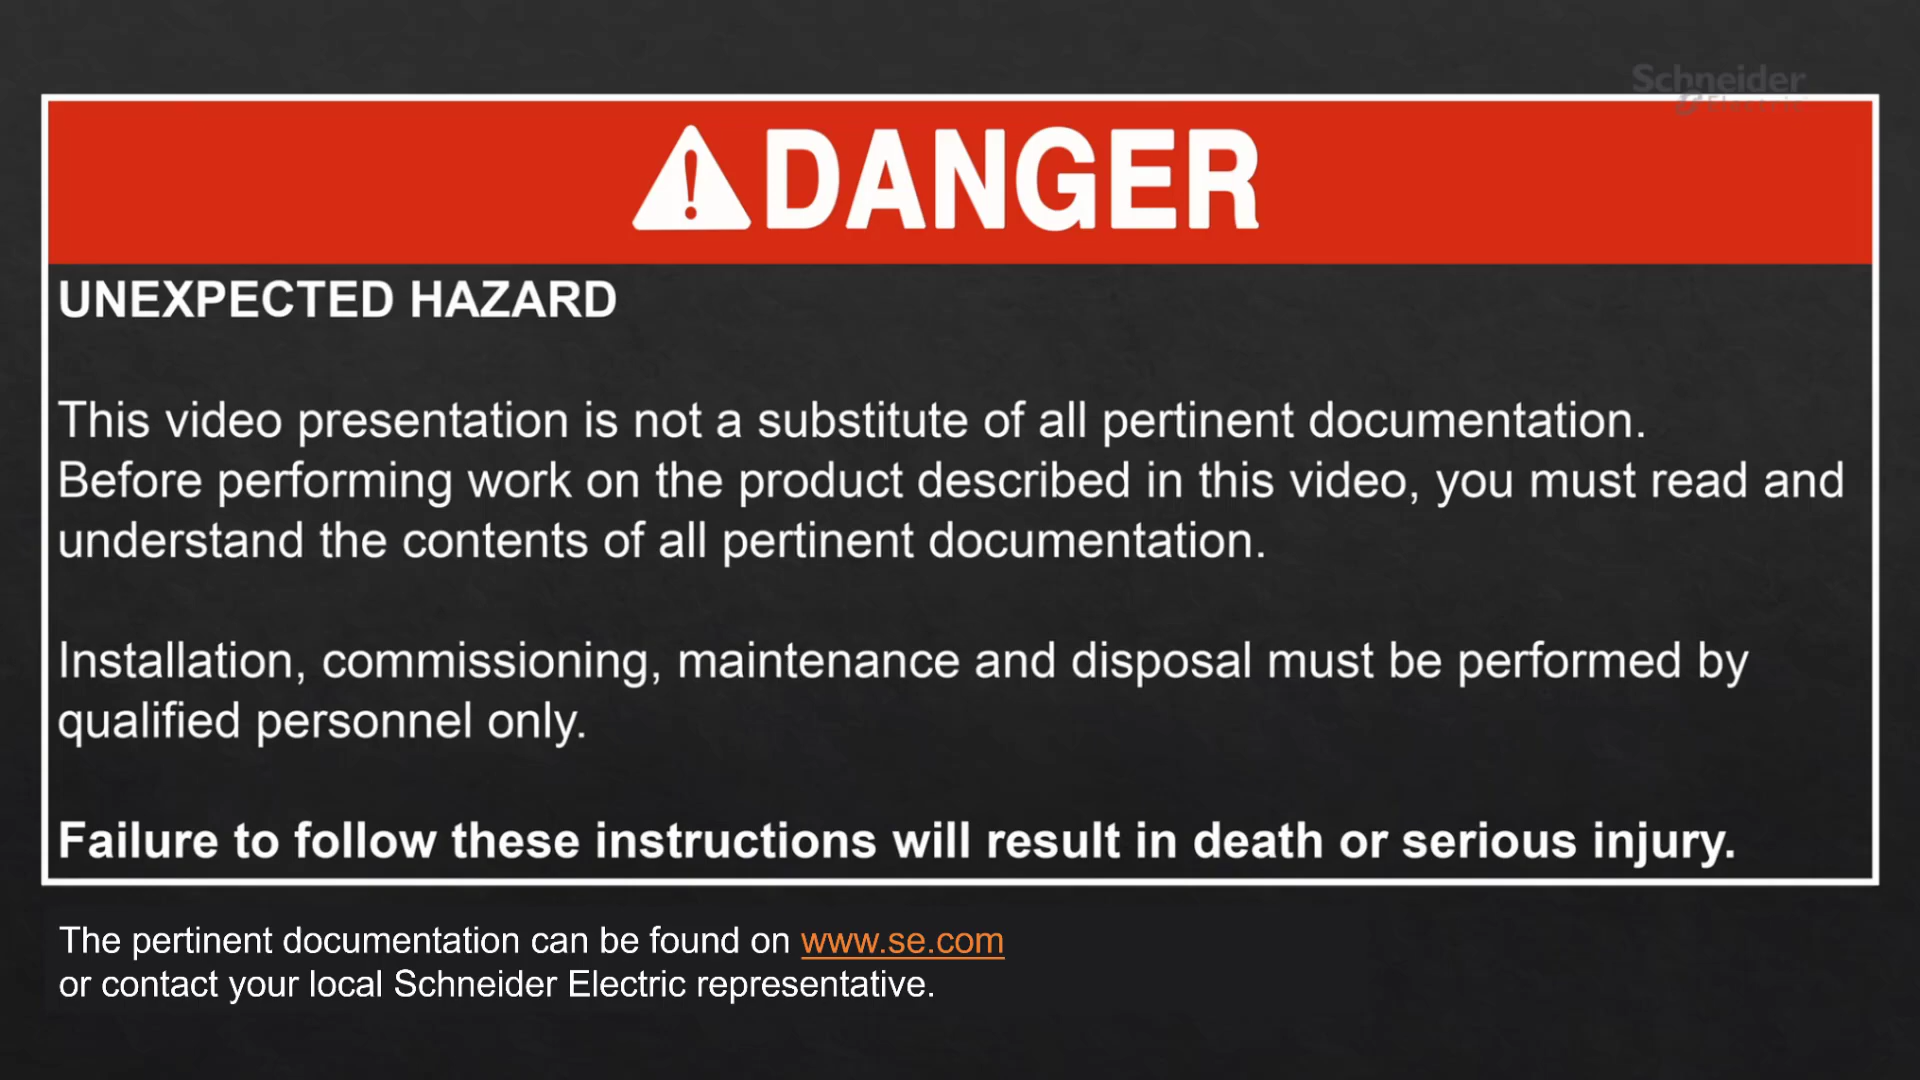 Schneider
Electric
DANGER
UNEXPECTED HAZARD
This video presentation is not a substitute of all pertinent documentation.
Before performing work on the product described in this video, you must read and
understand the contents of all pertinent documentation.
Installation, commissioning, maintenance and disposal must be performed by
qualified personnel only.
Failure to follow these instructions will result in death or serious injury.
The pertinent documentation can be found on www.se.com
or contact your local Schneider Electric representative.